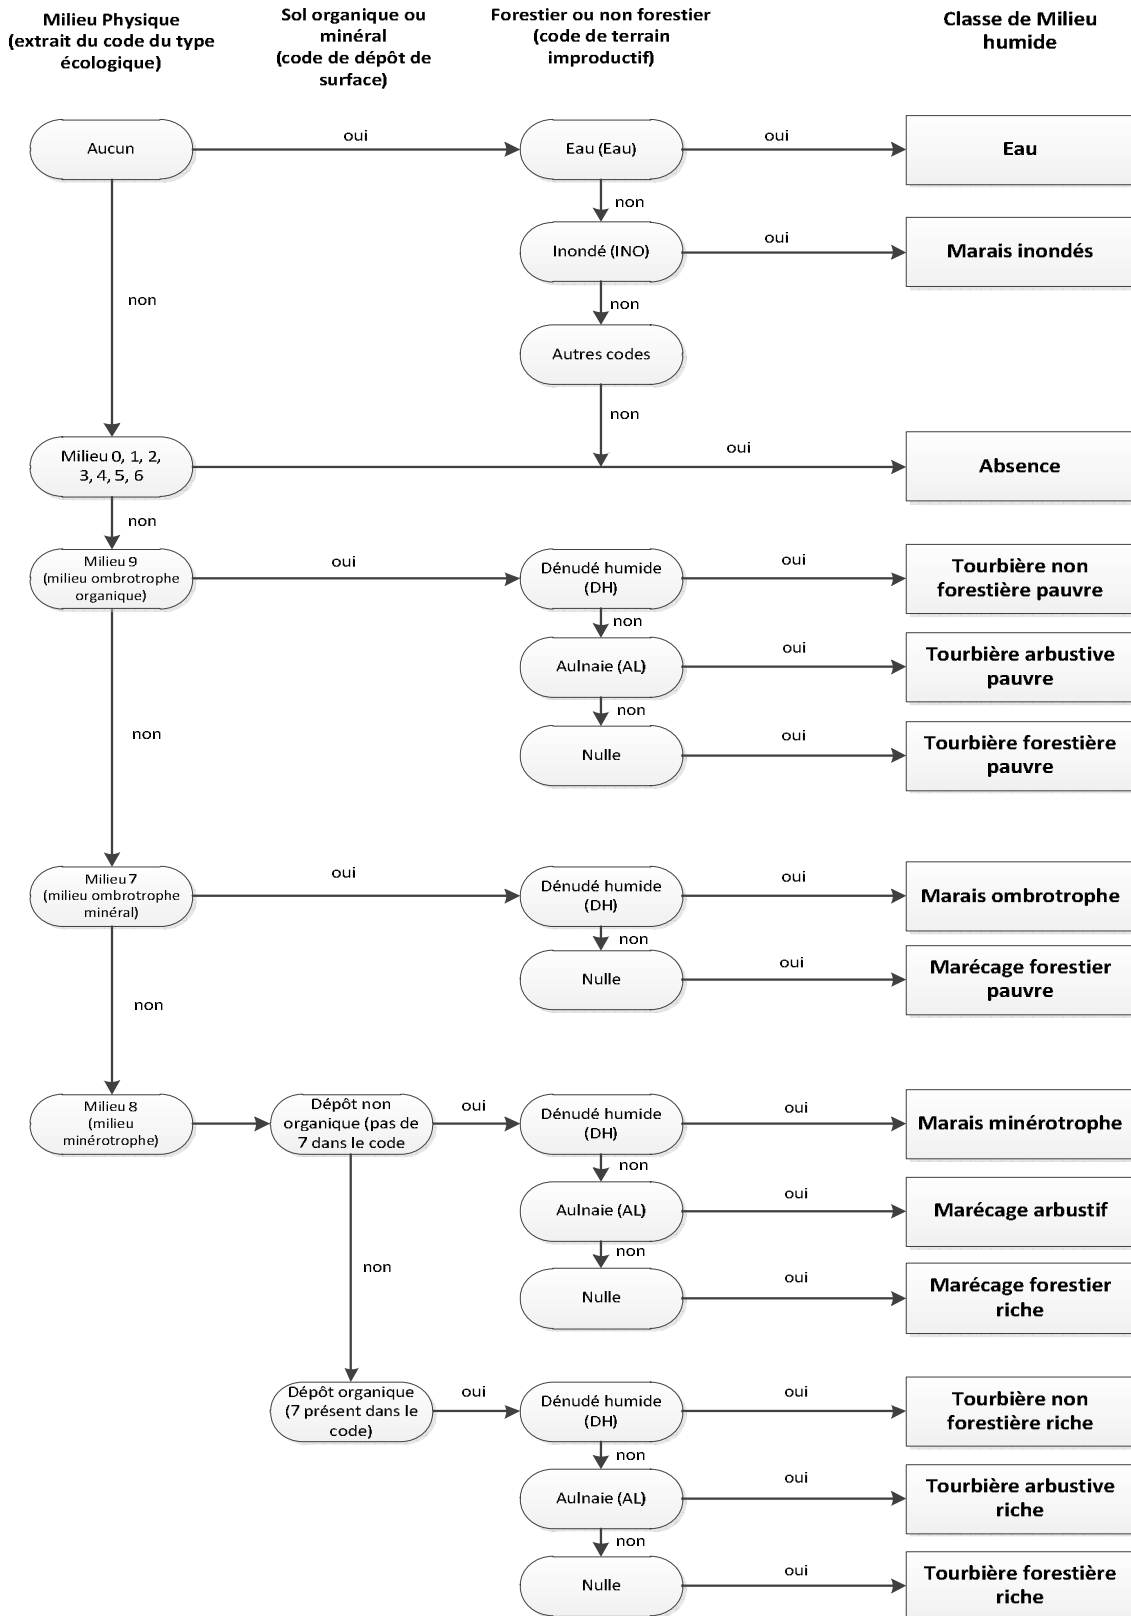 Milieu Physique
(extrait du code du type
écologique)
Sol organique ou
minéral
(code de dépôt de
surface)
Forestier ou non forestier
(code de terrain
improductif)
Classe de Milieu
humide
Aucun
oui
Eau (Eau)
oui
Eau
non
Inondé (INO)
oui
Marais inondés
non
non
Autres codes
non
Milieu 0, 1, 2,
3, 4, 5, 6
oui
Absence
non
Milieu 9
(milieu ombrotrophe
organique)
oui
Dénudé humide
(DH)
oui
Tourbière non
forestière pauvre
non
Aulnaie (AL)
oui
Tourbière arbustive
pauvre
non
non
Nulle
oui
Tourbière forestière
pauvre
Milieu 7
(milieu ombrotrophe
minéral)
oui
Dénudé humide
(DH)
oui
Marais ombrotrophe
non
Nulle
oui
Marécage forestier
pauvre
non
Milieu 8
(milieu
minérotrophe)
Dépôt non
organique (pas de
7 dans le code
oui
Dénudé humide
(DH)
oui
Marais minérotrophe
non
Aulnaie (AL)
oui
Marécage arbustif
non
non
Nulle
oui
Marécage forestier
riche
Dépôt organique
(7 présent dans le
code)
oui
Dénudé humide
(DH)
oui
Tourbière non
forestière riche
non
Aulnaie (AL)
oui
Tourbière arbustive
riche
non
Nulle
oui
Tourbière forestière
riche